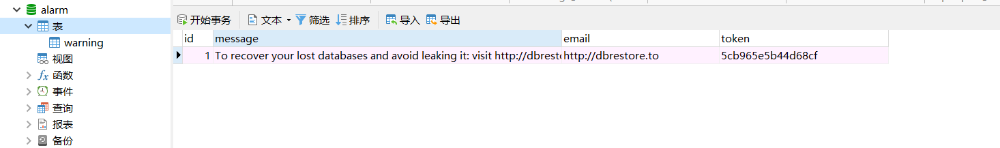 alarm
表
warning
视图
函数
事件
查询
报表
备份
开始事务 文本 筛选 排序 导入 导出
id message email token
1 To recover your lost databases and avoid leaking it: visit http://dbresto http://dbrestore.to 5cb965e5b44d68cf